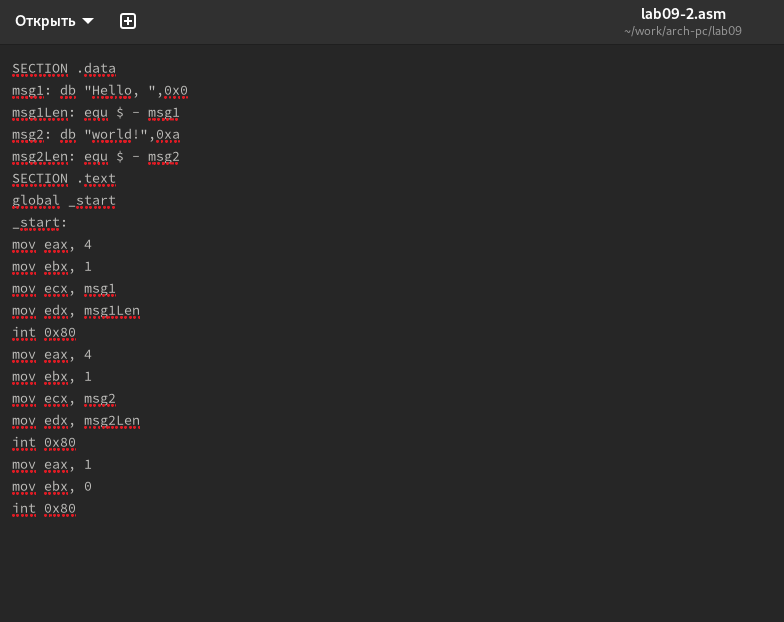 Открыть
lab09-2.asm
~/work/arch-pc/lab09
SECTION .data
msg1: db "Hello, ",0x0
msg1Len: equ $ - msg1
msg2: db "world!",0xa
msg2Len: equ $ - msg2
SECTION .text
global _start
_start:
mov eax, 4
mov ebx, 1
mov ecx, msg1
mov edx, msg1Len
int 0x80
mov eax, 4
mov ebx, 1
mov ecx, msg2
mov edx, msg2Len
int 0x80
mov eax, 1
mov ebx, 0
int 0x80